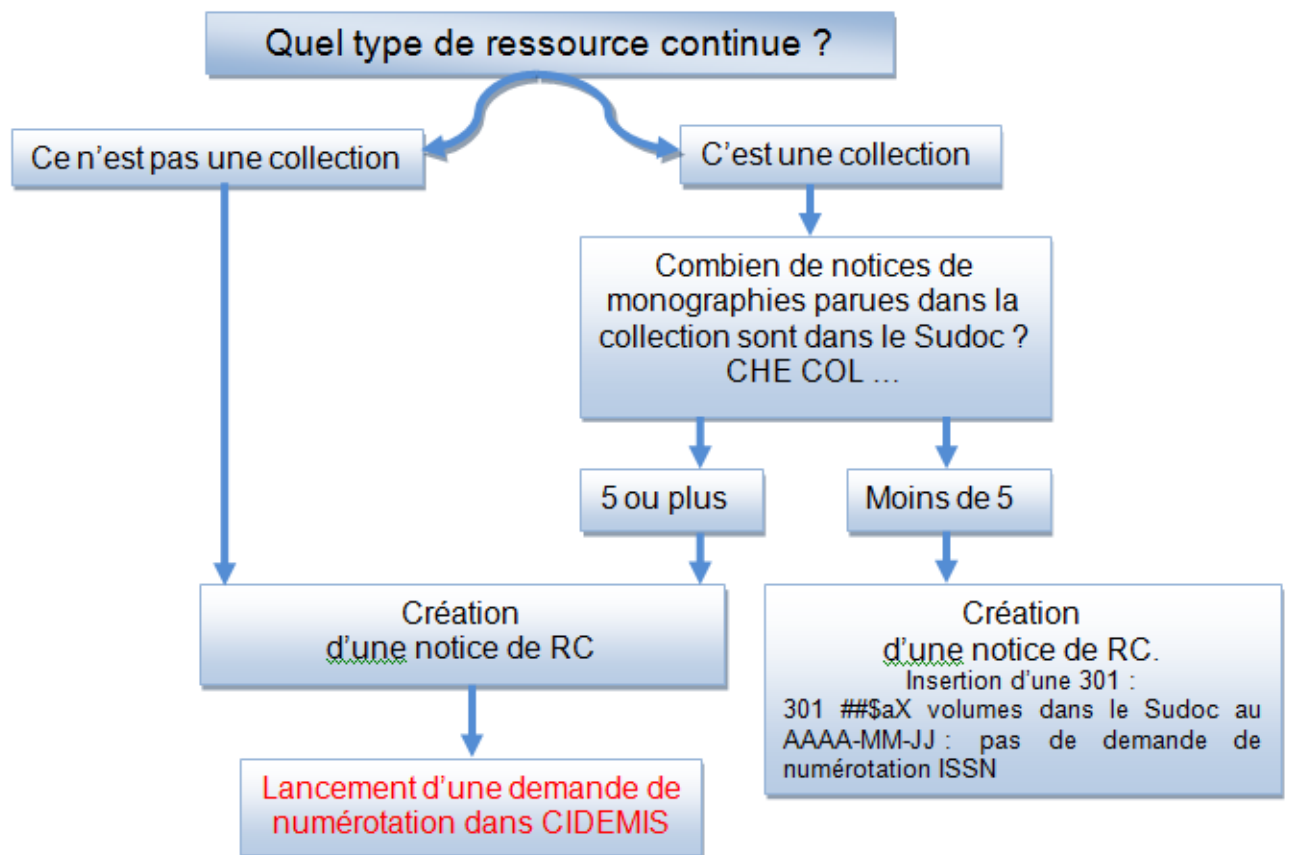 Quel type de ressource continue ?
Ce n'est pas une collection
C'est une collection
Combien de notices de
monographies parues dans la
collection sont dans le Sudoc ?
CHE COL ...
5 ou plus
Moins de 5
Création
d'une notice de RC
Création
d'une notice de RC.
Insertion d'une 301 :
301 ##$aX volumes dans le Sudoc au
AAAA-MM-JJ : pas de demande de
numérotation ISSN
Lancement d'une demande de
numérotation dans CIDEMIS